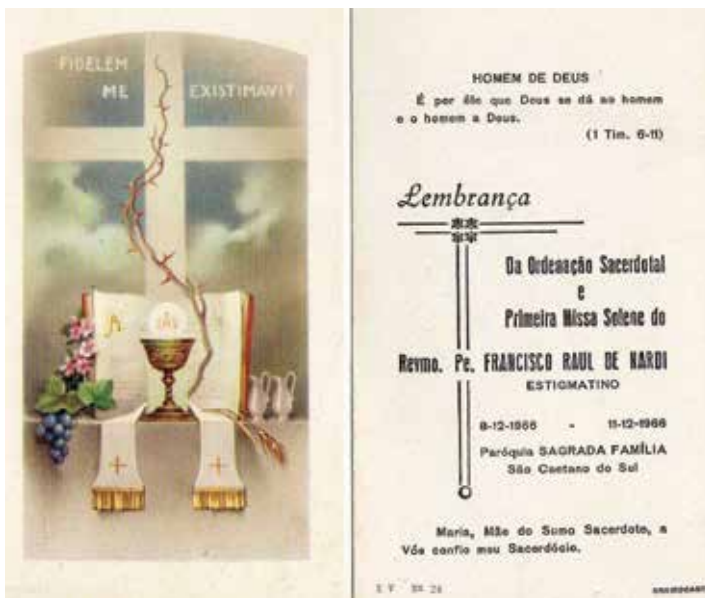 FIDELEM
ME EXISTIMAVIT
IHS
HOMEM DE DEUS
É por êle que Deus se dá ao homem
e o homem a Deus.
(1 Tim. 6-11)
Lembrança
Da Ordenação Sacerdotal
e
Primeira Missa Solene do
Revmo. Pe. FRANCISCO RAUL DE NARDI
ESTIGMATINO
8-12-1966 - 11-12-1966
Paróquia SAGRADA FAMÍLIA
São Caetano do Sul
Maria, Mãe do Sumo Sacerdote, a
Vós confio meu Sacerdócio.